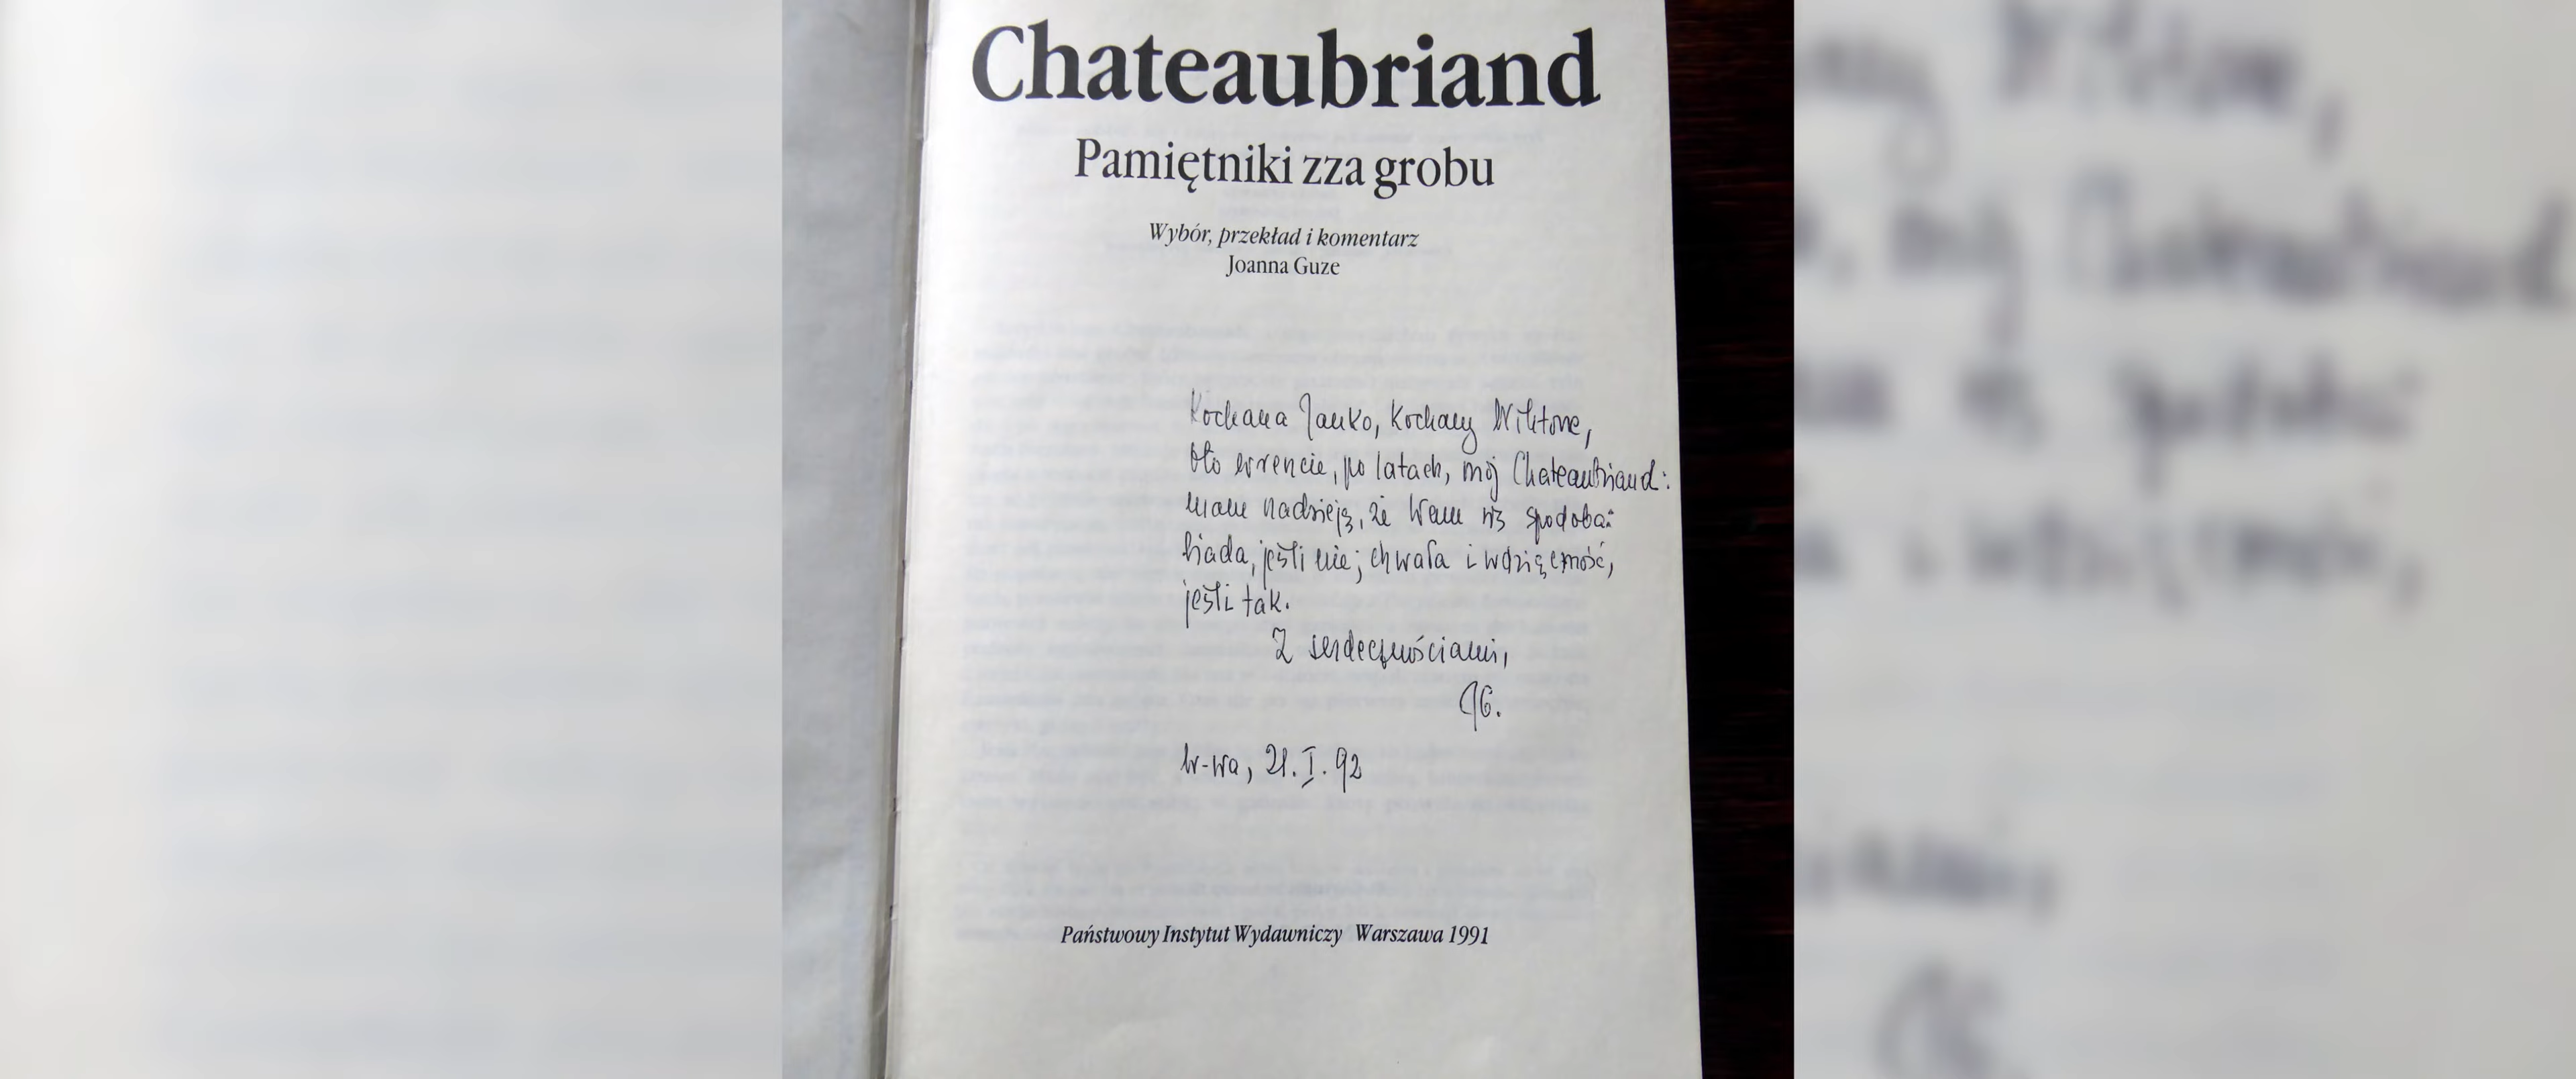 Chateaubriand
Pamiętniki zza grobu
Wybór, przekład i komentarz
Joanna Guze
Kochana Janko, Kochany Wiktorze,
oto wreszcie, po latach, mój Chateaubriand:
mam nadzieję, że Wam się spodoba:
biada, jeśli nie; chwała i wdzięczność,
jeśli tak.
Z serdecznościami,
JG.
W-wa, 21.I.92
Państwowy Instytut Wydawniczy Warszawa 1991